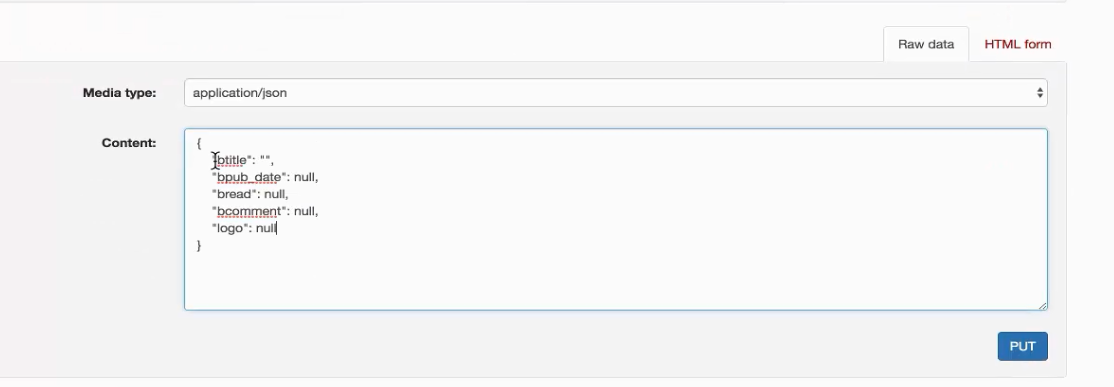 Raw data HTML form
Media type: application/json
Content: {
"btitle": "",
"bpub_date": null,
"bread": null,
"bcomment": null,
"logo": null
}
PUT